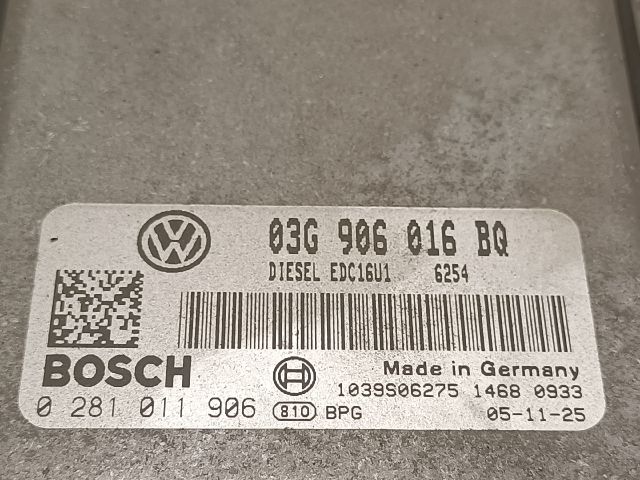 03G 906 016 BQ
DIESEL EDC16U1 6254
BOSCH
Made in Germany
1039S06275 1468 0933
0 281 011 906 810 BPG 05-11-25